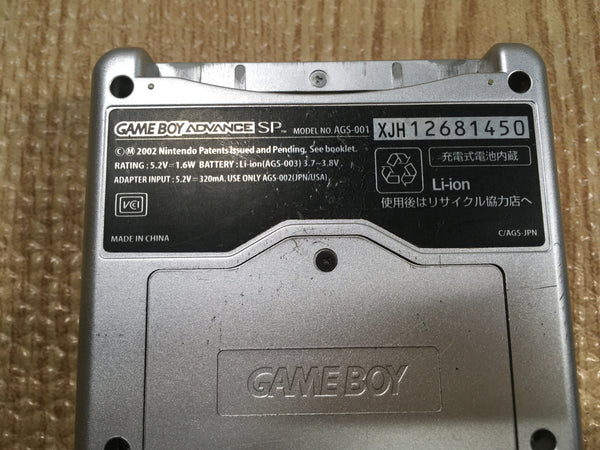 GAME BOY ADVANCE SP™ MODEL NO. AGS-001 XJH12681450
©Ⓜ 2002 Nintendo Patents Issued and Pending, See booklet.
RATING : 5.2V⎓1.6W BATTERY : Li-ion(AGS-003) 3.7~3.8V
ADAPTER INPUT : 5.2V⎓320mA. USE ONLY AGS-002(JPN/USA)
充電式電池内蔵
Li-ion
使用後はリサイクル協力店へ
VCI
MADE IN CHINA
C/AGS-JPN
GAME BOY